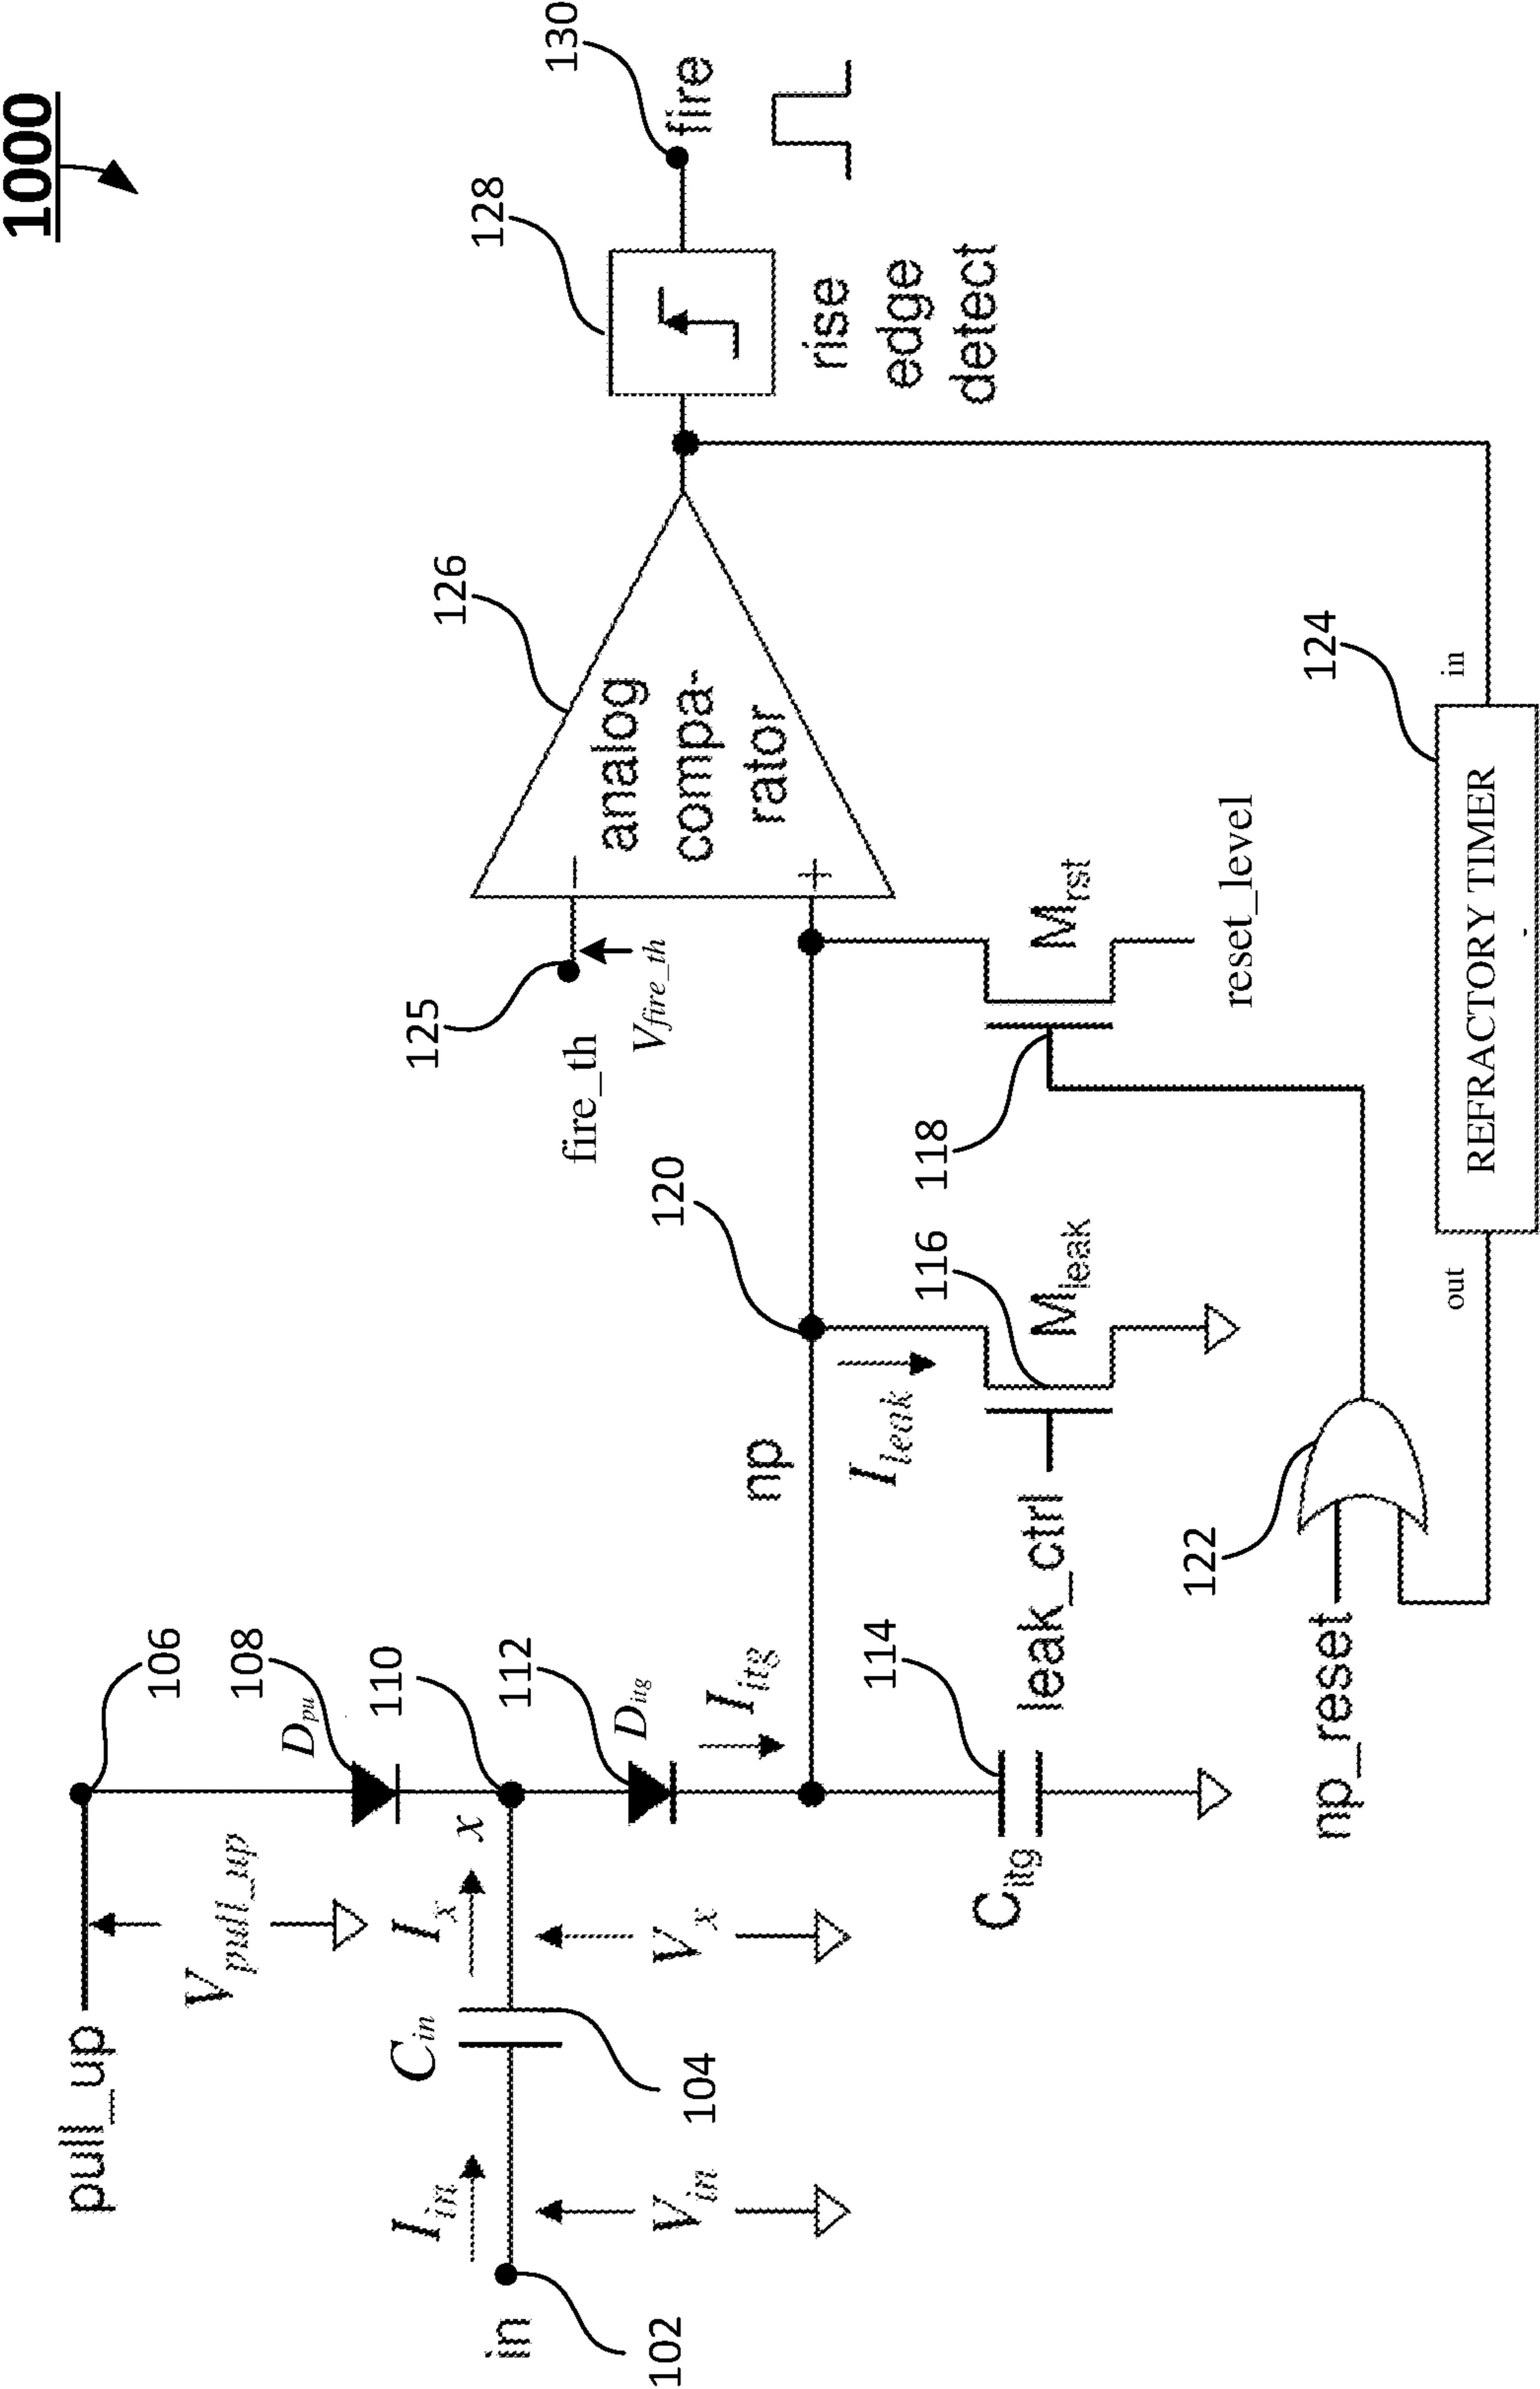 1000
pull_up
106
V_pull_up
D_pu
108
110
x
C_in
I_in
I_x
in
102
V_in
104
V_x
112
D_itg
I_itg
np
120
C_itg
114
I_leak
leak_ctrl
116
M_leak
118
M_rst
reset_level
fire_th
125
V_fire_th
126
−
+
analog
compa-
rator
128
rise
edge
detect
130
fire
np_reset
122
out
REFRACTORY TIMER
in
124